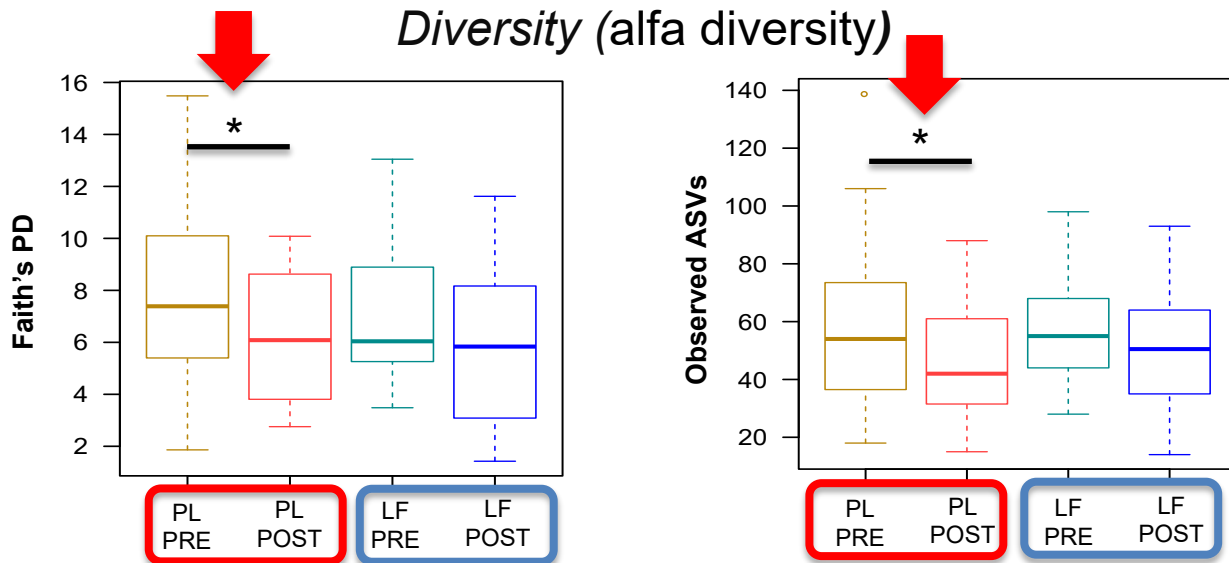 Diversity (alfa diversity)
*
Faith's PD
16
14
12
10
8
6
4
2
PL
PRE
PL
POST
LF
PRE
LF
POST
*
Observed ASVs
140
120
100
80
60
40
20
PL
PRE
PL
POST
LF
PRE
LF
POST